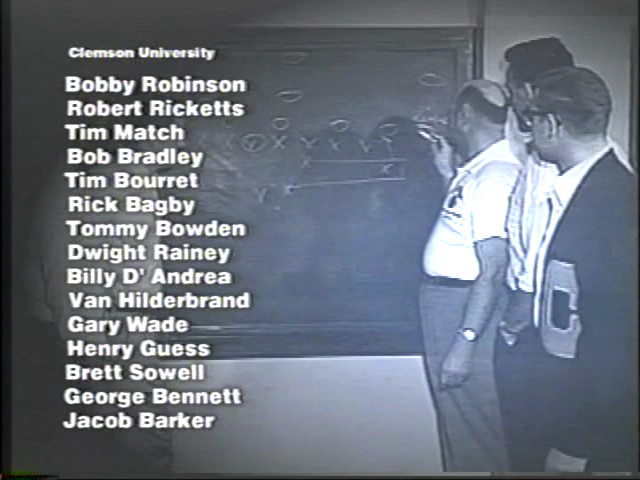 Clemson University
Bobby Robinson
Robert Ricketts
Tim Match
Bob Bradley
Tim Bourret
Rick Bagby
Tommy Bowden
Dwight Rainey
Billy D' Andrea
Van Hilderbrand
Gary Wade
Henry Guess
Brett Sowell
George Bennett
Jacob Barker